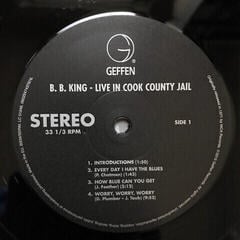 G
GEFFEN
B. B. KING - LIVE IN COOK COUNTY JAIL
STEREO
33 1/3 RPM
SIDE 1
1. INTRODUCTIONS (1:50)
2. EVERY DAY I HAVE THE BLUES
(P. Chatman) (1:43)
3. HOW BLUE CAN YOU GET
(J. Feather) (5:12)
4. WORRY, WORRY, WORRY
(D. Plumber - J. Taub) (9:52)